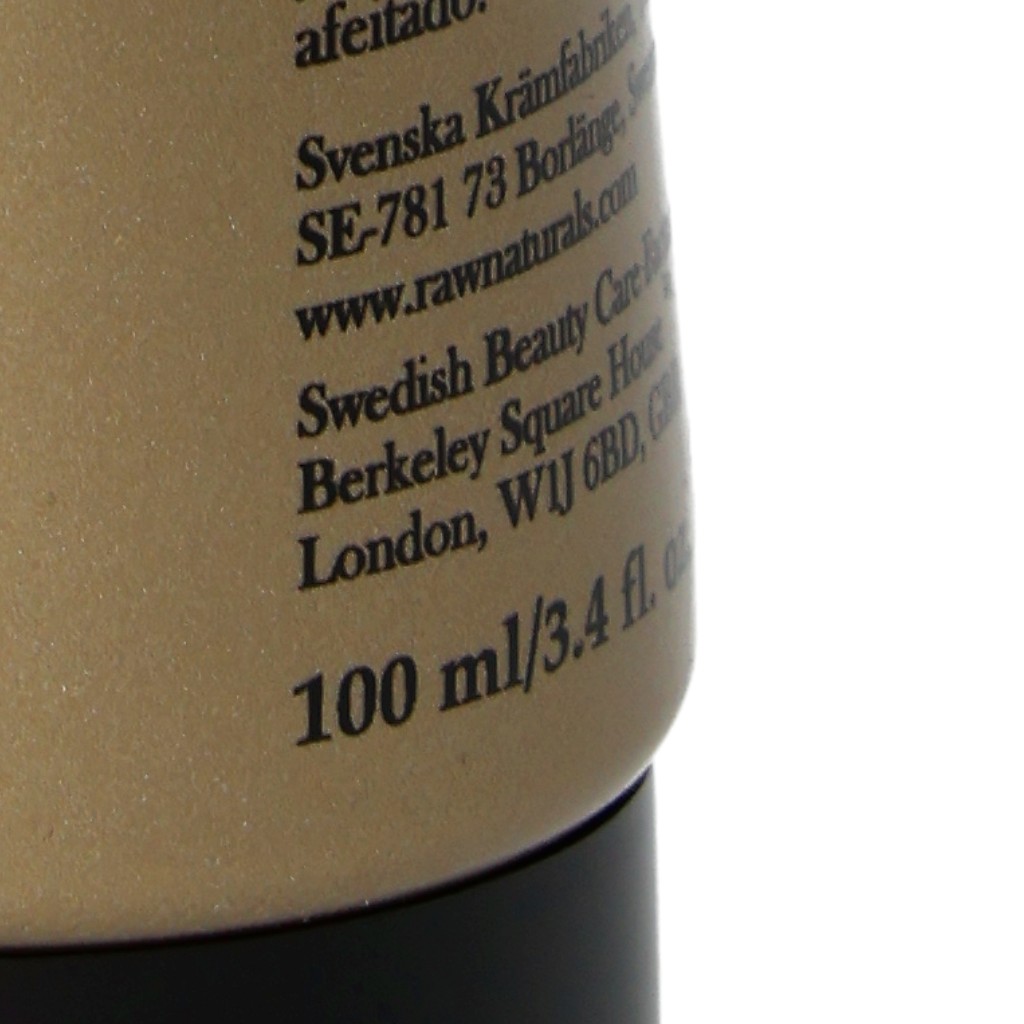 afeitado.
Svenska Krämfabriken,
SE-781 73 Borlänge,
www.rawnaturals.com
Swedish Beauty Care
Berkeley Square House
London, W1J 6BD,
100 ml/3.4 fl. oz.